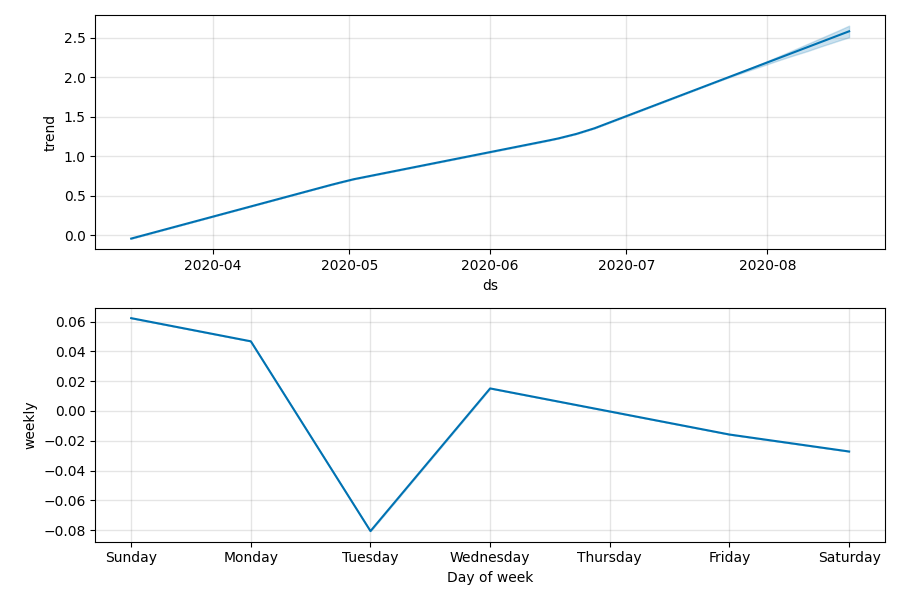 2.5
2.0
1.5
1.0
0.5
0.0
trend
2020-04 2020-05 2020-06 2020-07 2020-08
ds
0.06
0.04
0.02
0.00
−0.02
−0.04
−0.06
−0.08
weekly
Sunday Monday Tuesday Wednesday Thursday Friday Saturday
Day of week